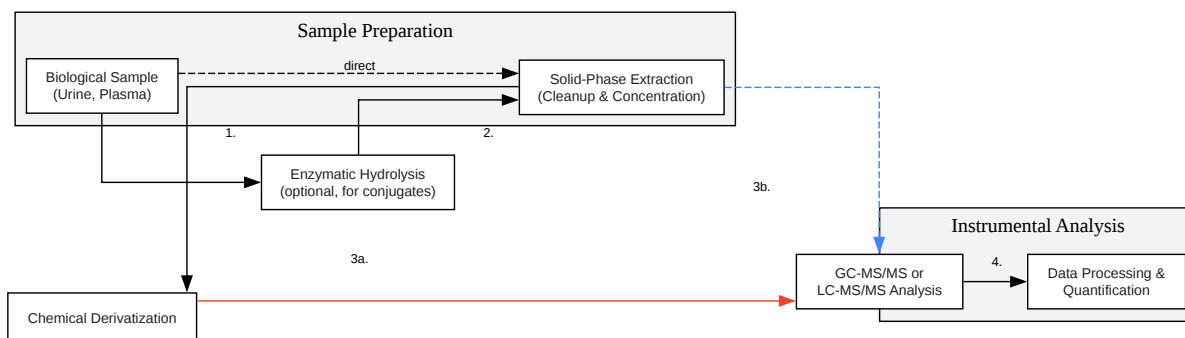 Sample Preparation
Biological Sample
(Urine, Plasma)
direct
Solid-Phase Extraction
(Cleanup & Concentration)
1.
2.
Enzymatic Hydrolysis
(optional, for conjugates)
3b.
Instrumental Analysis
3a.
GC-MS/MS or
LC-MS/MS Analysis
4.
Data Processing &
Quantification
Chemical Derivatization